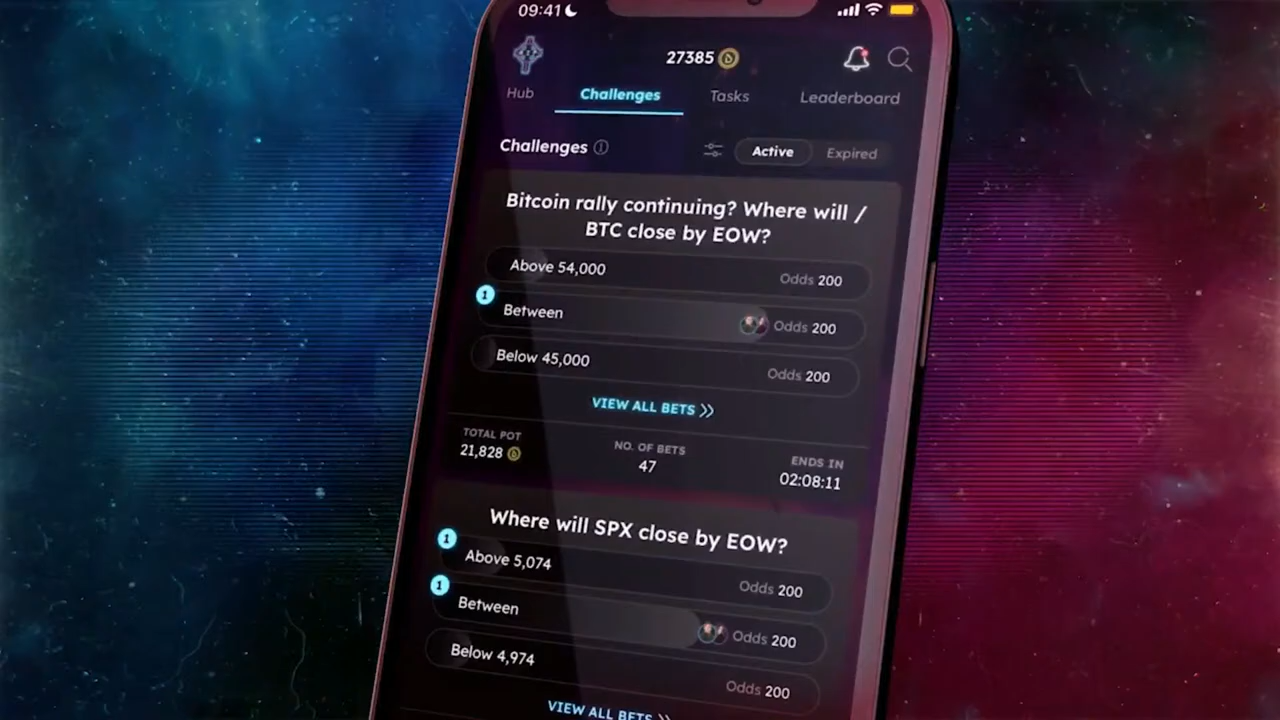 09:41
27385
Hub Challenges Tasks Leaderboard
Challenges Active Expired
Bitcoin rally continuing? Where will /
BTC close by EOW?
Above 54,000 Odds 200
1 Between Odds 200
Below 45,000 Odds 200
VIEW ALL BETS >>
TOTAL POT NO. OF BETS ENDS IN
21,828 47 02:08:11
Where will SPX close by EOW?
1 Above 5,074 Odds 200
1 Between Odds 200
Below 4,974 Odds 200
VIEW ALL BETS >>